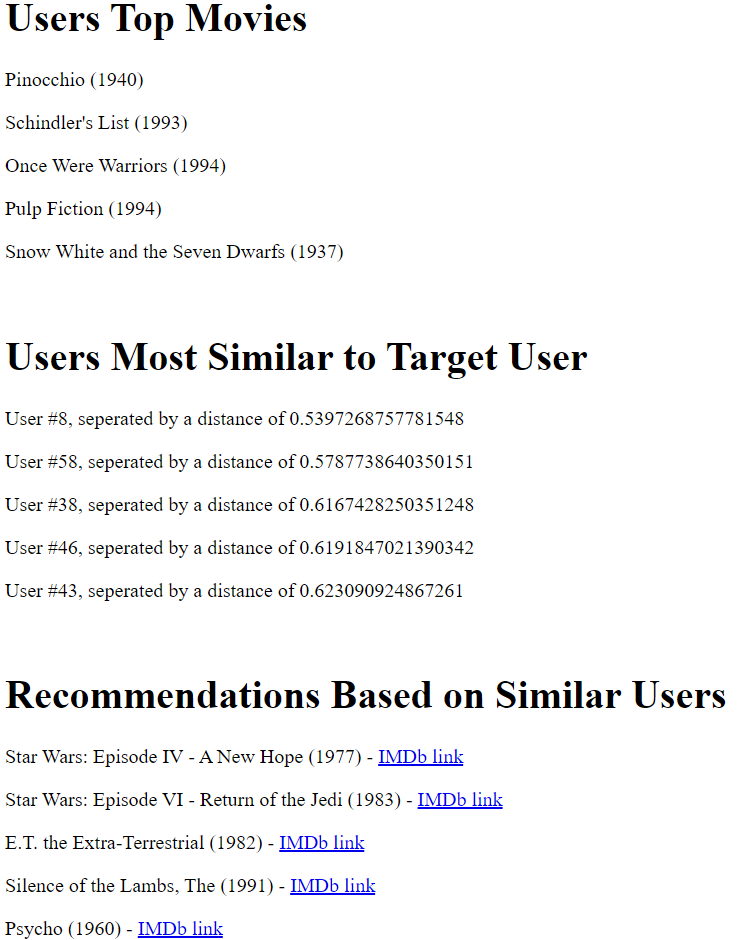 Users Top Movies
Pinocchio (1940)
Schindler's List (1993)
Once Were Warriors (1994)
Pulp Fiction (1994)
Snow White and the Seven Dwarfs (1937)
Users Most Similar to Target User
User #8, seperated by a distance of 0.5397268757781548
User #58, seperated by a distance of 0.5787738640350151
User #38, seperated by a distance of 0.6167428250351248
User #46, seperated by a distance of 0.6191847021390342
User #43, seperated by a distance of 0.623090924867261
Recommendations Based on Similar Users
Star Wars: Episode IV - A New Hope (1977) - IMDb link
Star Wars: Episode VI - Return of the Jedi (1983) - IMDb link
E.T. the Extra-Terrestrial (1982) - IMDb link
Silence of the Lambs, The (1991) - IMDb link
Psycho (1960) - IMDb link